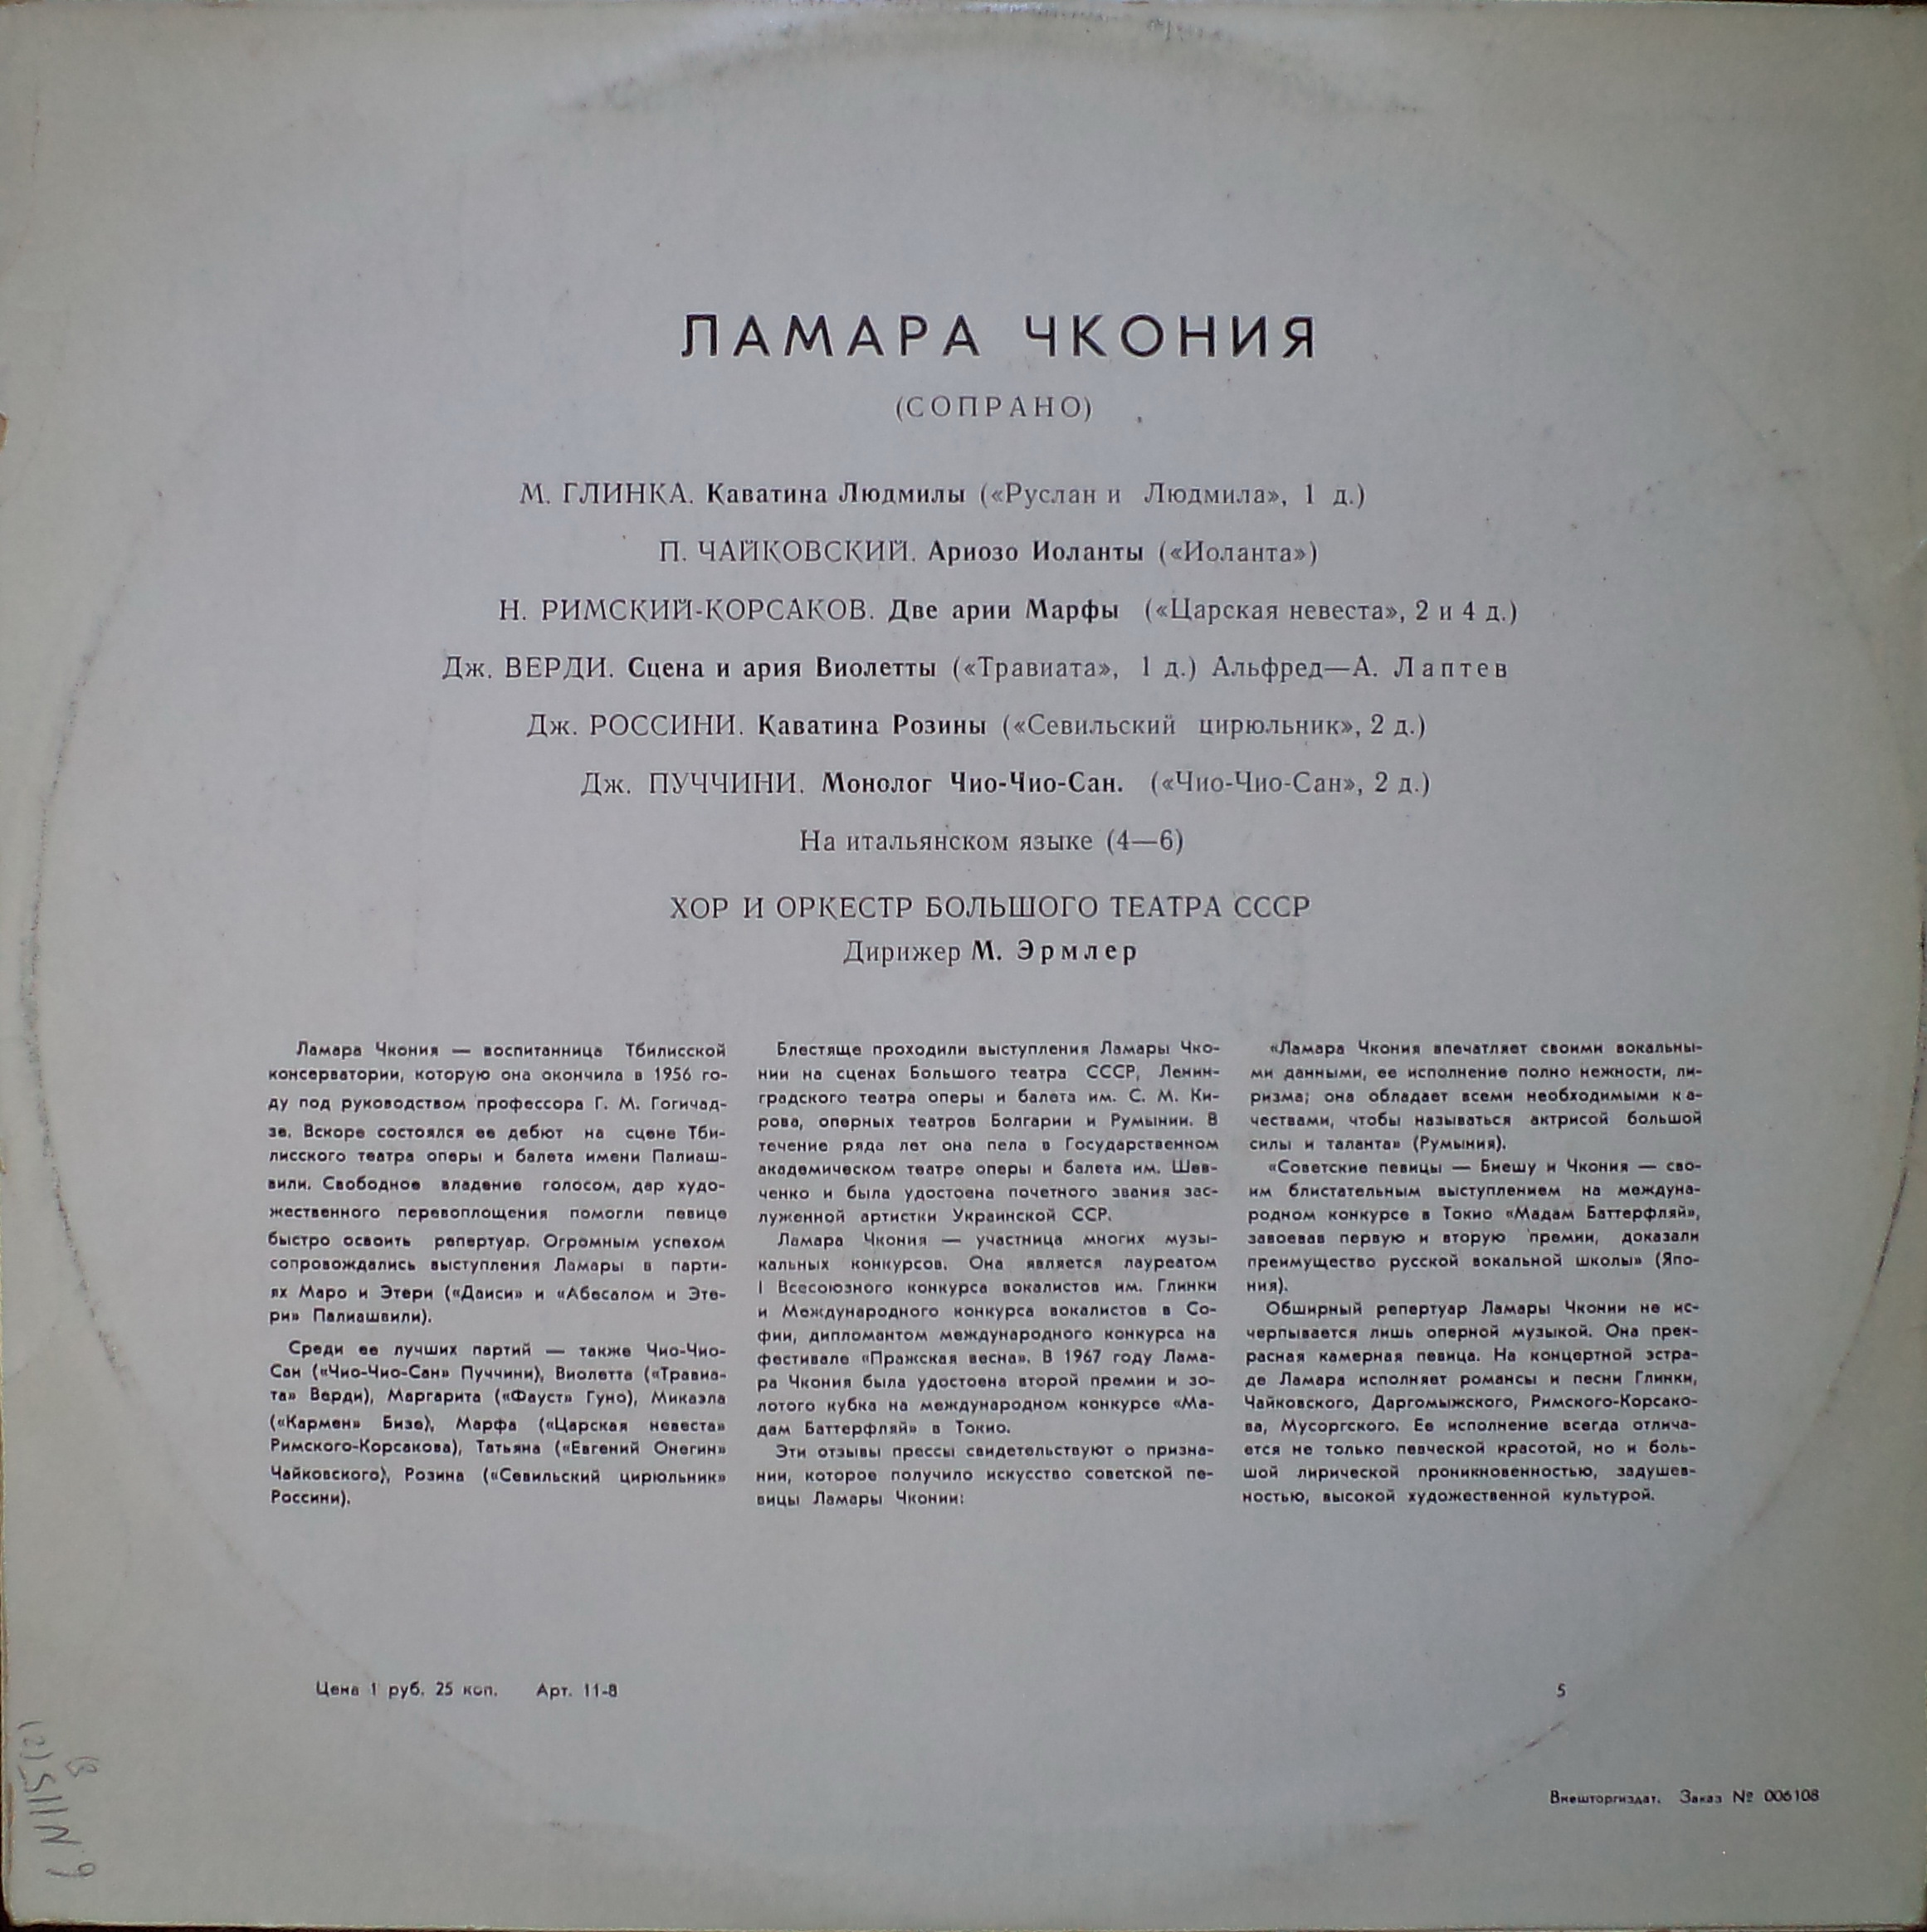 ЛАМАРА ЧКОНИЯ
(СОПРАНО)
М. ГЛИНКА. Каватина Людмилы («Руслан и Людмила», 1 д.)
П. ЧАЙКОВСКИЙ. Ариозо Иоланты («Иоланта»)
Н. РИМСКИЙ-КОРСАКОВ. Две арии Марфы («Царская невеста», 2 и 4 д.)
Дж. ВЕРДИ. Сцена и ария Виолетты («Травиата», 1 д.) Альфред—А. Лаптев
Дж. РОССИНИ. Каватина Розины («Севильский цирюльник», 2 д.)
Дж. ПУЧЧИНИ. Монолог Чио-Чио-Сан. («Чио-Чио-Сан», 2 д.)
На итальянском языке (4—6)
ХОР И ОРКЕСТР БОЛЬШОГО ТЕАТРА СССР
Дирижер М. Эрмлер
Ламара Чкония — воспитанница Тбилисской
консерватории, которую она окончила в 1956 го-
ду под руководством профессора Г. М. Гогичад-
зе. Вскоре состоялся ее дебют на сцене Тби-
лисского театра оперы и балета имени Палиаш-
вили. Свободное владение голосом, дар худо-
жественного перевоплощения помогли певице
быстро освоить репертуар. Огромным успехом
сопровождались выступления Ламары в парти-
ях Маро и Этери («Даиси» и «Абесалом и Эте-
ри» Палиашвили).
Среди ее лучших партий — также Чио-Чио-
Сан («Чио-Чио-Сан» Пуччини), Виолетта («Травиа-
та» Верди), Маргарита («Фауст» Гуно), Микаэла
(«Кармен» Бизе), Марфа («Царская невеста»
Римского-Корсакова), Татьяна («Евгений Онегин»
Чайковского), Розина («Севильский цирюльник»
Россини).
Блестяще проходили выступления Ламары Чко-
нии на сценах Большого театра СССР, Ленин-
градского театра оперы и балета им. С. М. Ки-
рова, оперных театров Болгарии и Румынии. В
течение ряда лет она пела в Государственном
академическом театре оперы и балета им. Шев-
ченко и была удостоена почетного звания зас-
луженной артистки Украинской ССР.
Ламара Чкония — участница многих музы-
кальных конкурсов. Она является лауреатом
I Всесоюзного конкурса вокалистов им. Глинки
и Международного конкурса вокалистов в Со-
фии, дипломантом международного конкурса на
фестивале «Пражская весна». В 1967 году Лама-
ра Чкония была удостоена второй премии и зо-
лотого кубка на международном конкурсе «Ма-
дам Баттерфляй» в Токио.
Эти отзывы прессы свидетельствуют о призна-
нии, которое получило искусство советской пе-
вицы Ламары Чконии:
«Ламара Чкония впечатляет своими вокальны-
ми данными, ее исполнение полно нежности, ли-
ризма; она обладает всеми необходимыми ка-
чествами, чтобы называться актрисой большой
силы и таланта» (Румыния).
«Советские певицы — Биешу и Чкония — сво-
им блистательным выступлением на междуна-
родном конкурсе в Токио «Мадам Баттерфляй»,
завоевав первую и вторую премии, доказали
преимущество русской вокальной школы» (Япо-
ния).
Обширный репертуар Ламары Чконии не ис-
черпывается лишь оперной музыкой. Она прек-
расная камерная певица. На концертной эстра-
де Ламара исполняет романсы и песни Глинки,
Чайковского, Даргомыжского, Римского-Корсако-
ва, Мусоргского. Ее исполнение всегда отлича-
ется не только певческой красотой, но и боль-
шой лирической проникновенностью, задушев-
ностью, высокой художественной культурой.
Цена 1 руб. 25 коп. Арт. 11-8
5
Внешторгиздат. Заказ № 006108